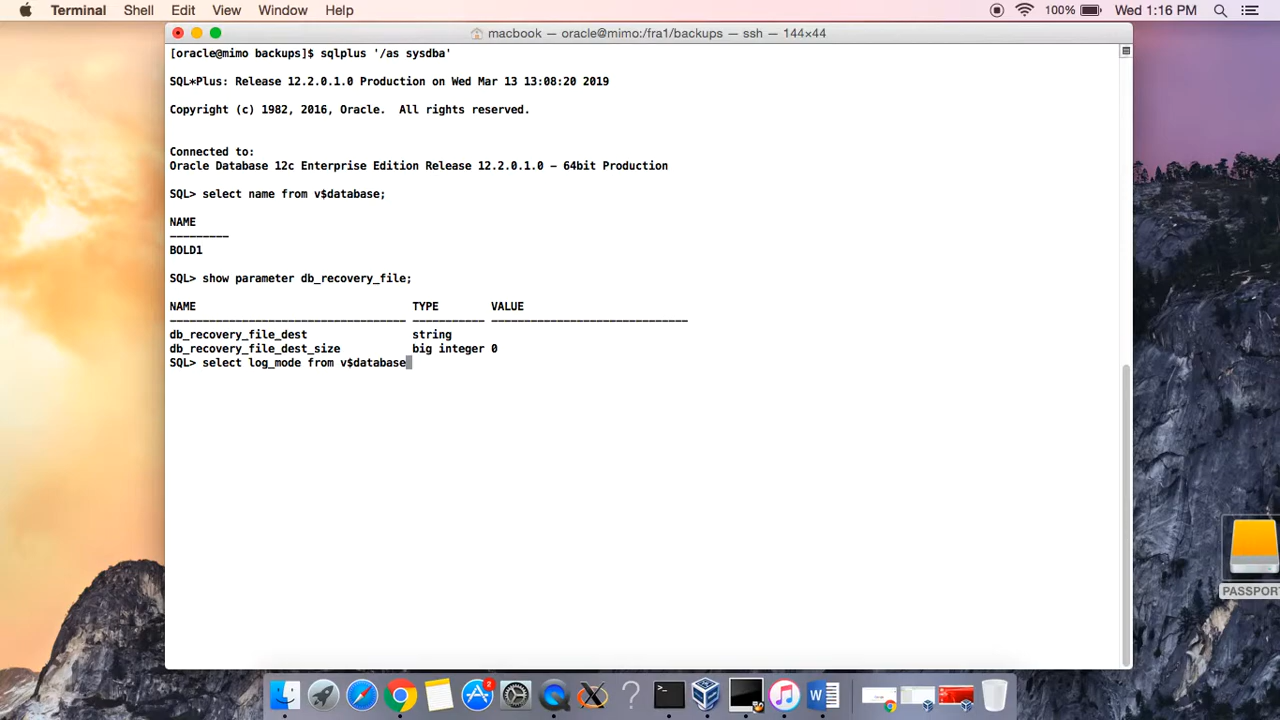 Terminal Shell Edit View Window Help 100% Wed 1:16 PM
macbook — oracle@mimo:/fra1/backups — ssh — 144×44
[oracle@mimo backups]$ sqlplus '/as sysdba'
SQL*Plus: Release 12.2.0.1.0 Production on Wed Mar 13 13:08:20 2019
Copyright (c) 1982, 2016, Oracle.  All rights reserved.
Connected to:
Oracle Database 12c Enterprise Edition Release 12.2.0.1.0 - 64bit Production
SQL> select name from v$database;
NAME
---------
BOLD1
SQL> show parameter db_recovery_file;
NAME                                 TYPE        VALUE
------------------------------------ ----------- ------------------------------
db_recovery_file_dest                string
db_recovery_file_dest_size           big integer 0
SQL> select log_mode from v$database
PASSPOR
2